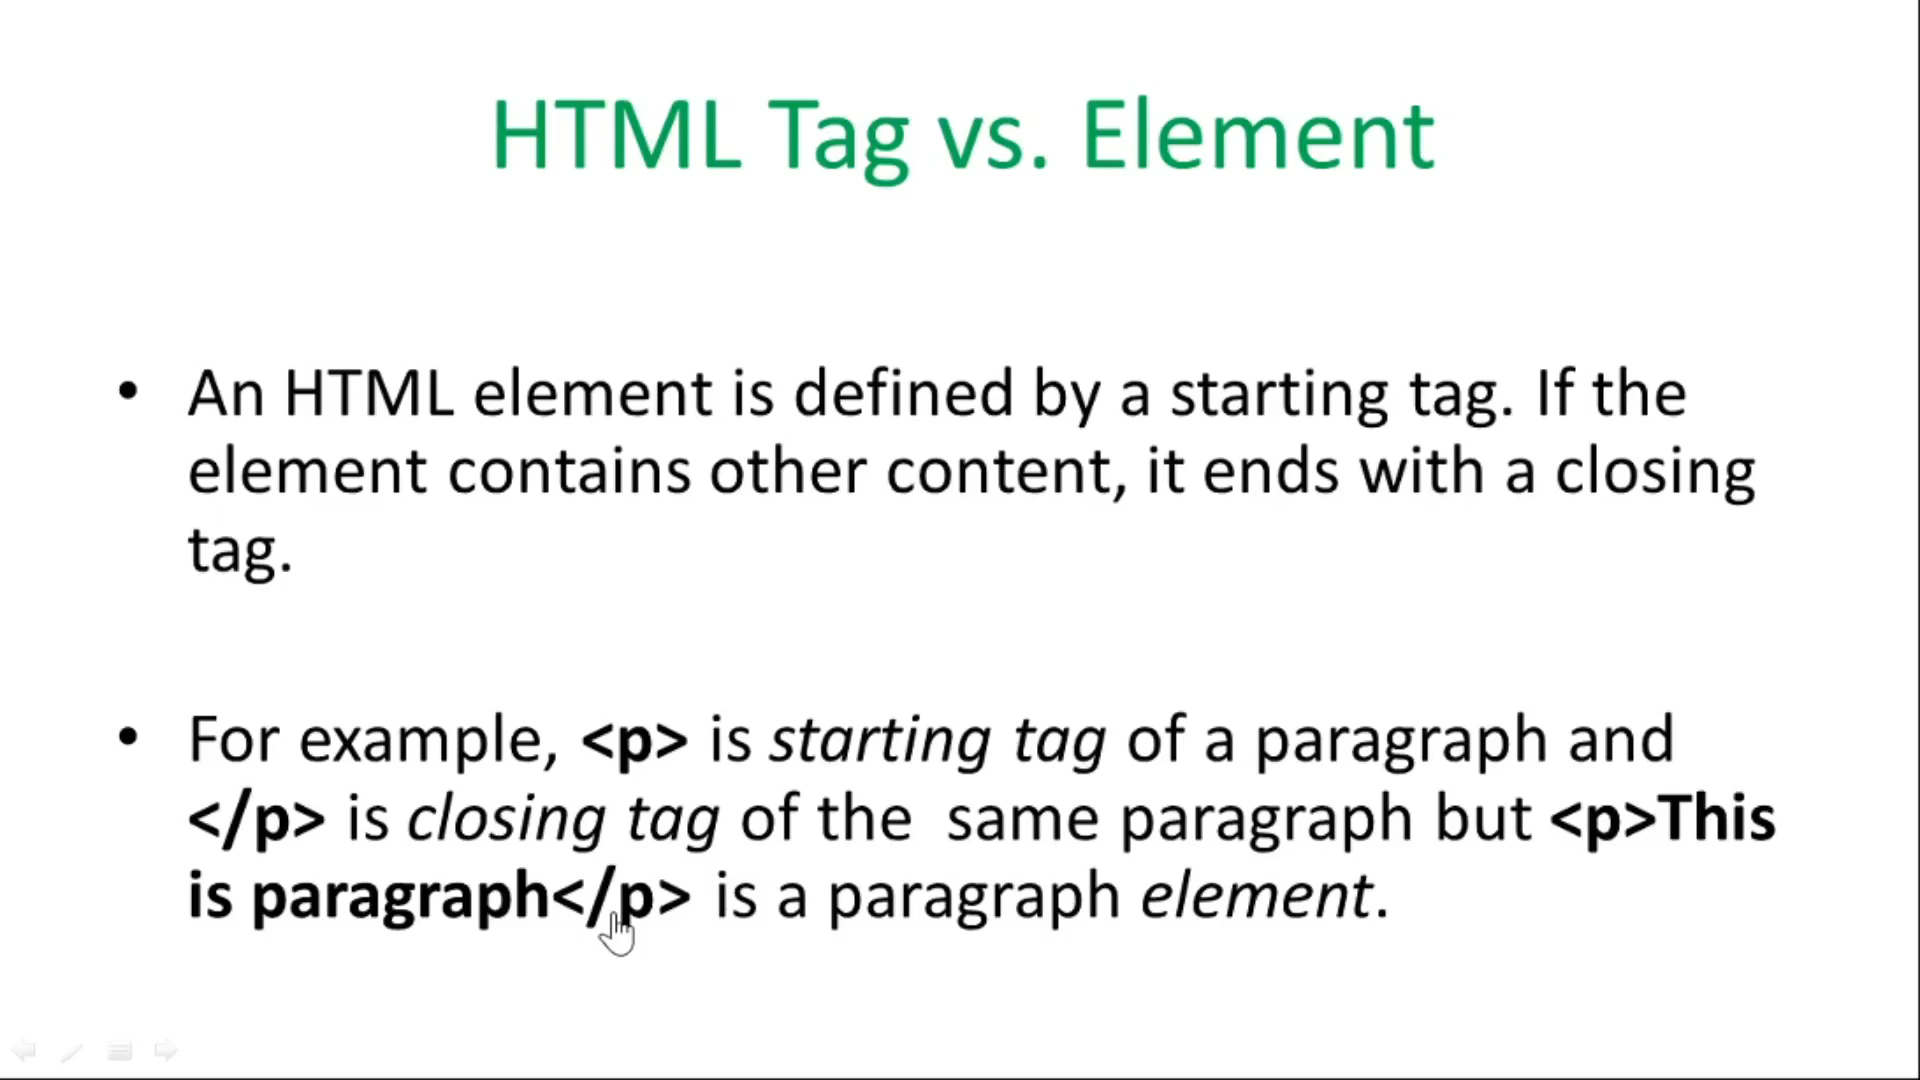 HTML Tag vs. Element
• An HTML element is defined by a starting tag. If the
element contains other content, it ends with a closing
tag.
• For example, <p> is starting tag of a paragraph and
</p> is closing tag of the  same paragraph but <p>This
is paragraph</p> is a paragraph element.